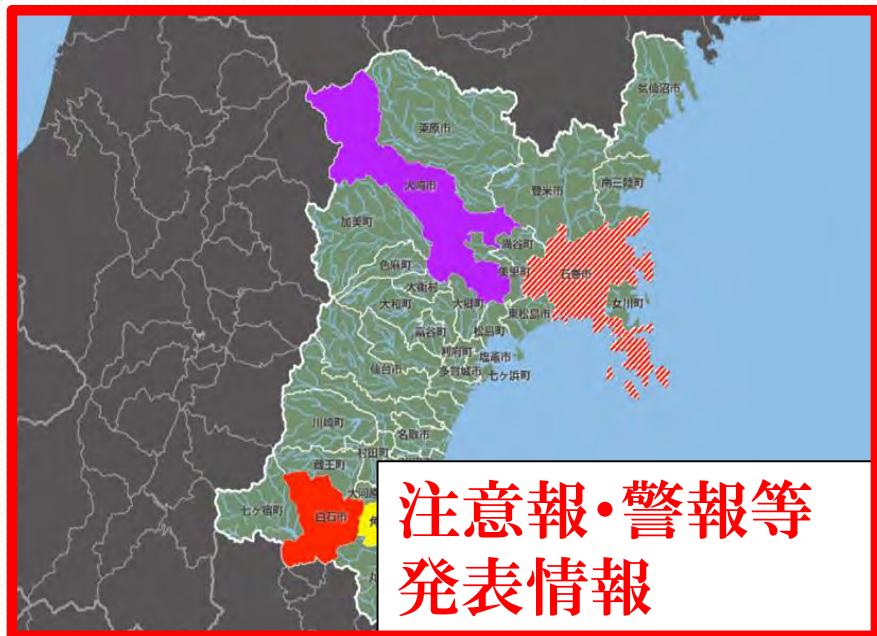 気仙沼市
栗原市
大崎市
登米市
南三陸町
加美町
涌谷町
色麻町
美里町
石巻市
大衡村
大和町
大郷町
女川町
東松島市
富谷町
松島町
利府町
塩竈市
仙台市
多賀城市
七ヶ浜町
川崎町
名取市
村田町
蔵王町
七ヶ宿町
白石市
注意報・警報等
発表情報